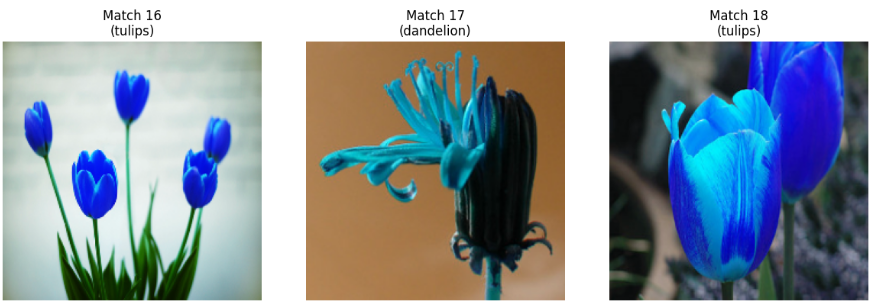 Match 16
(tulips)
Match 17
(dandelion)
Match 18
(tulips)